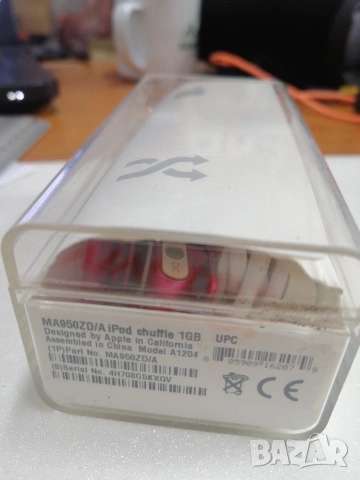 MA950ZD/A iPod shuffle 1GB UPC
Designed by Apple in California
Assembled in China Model A1204
(1P)Part No. MA950ZD/A
(S)Serial No.
CE
bazar